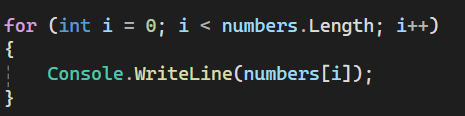 for (int i = 0; i < numbers.Length; i++)
{
    Console.WriteLine(numbers[i]);
}